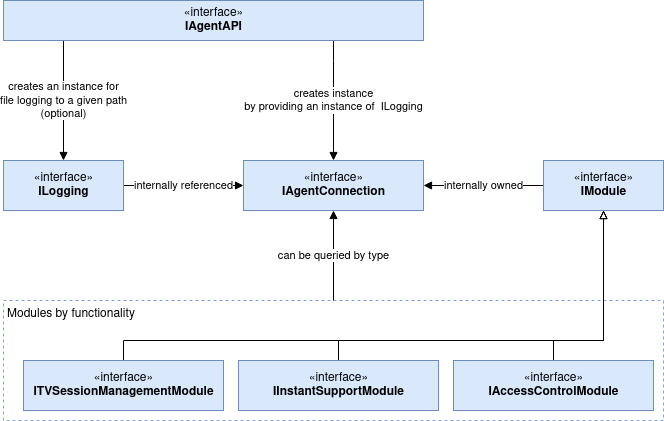 «interface»
IAgentAPI
creates an instance for
file logging to a given path
(optional)
creates instance
by providing an instance of ILogging
«interface»
ILogging
internally referenced
«interface»
IAgentConnection
internally owned
«interface»
IModule
can be queried by type
Modules by functionality
«interface»
ITVSessionManagementModule
«interface»
IInstantSupportModule
«interface»
IAccessControlModule